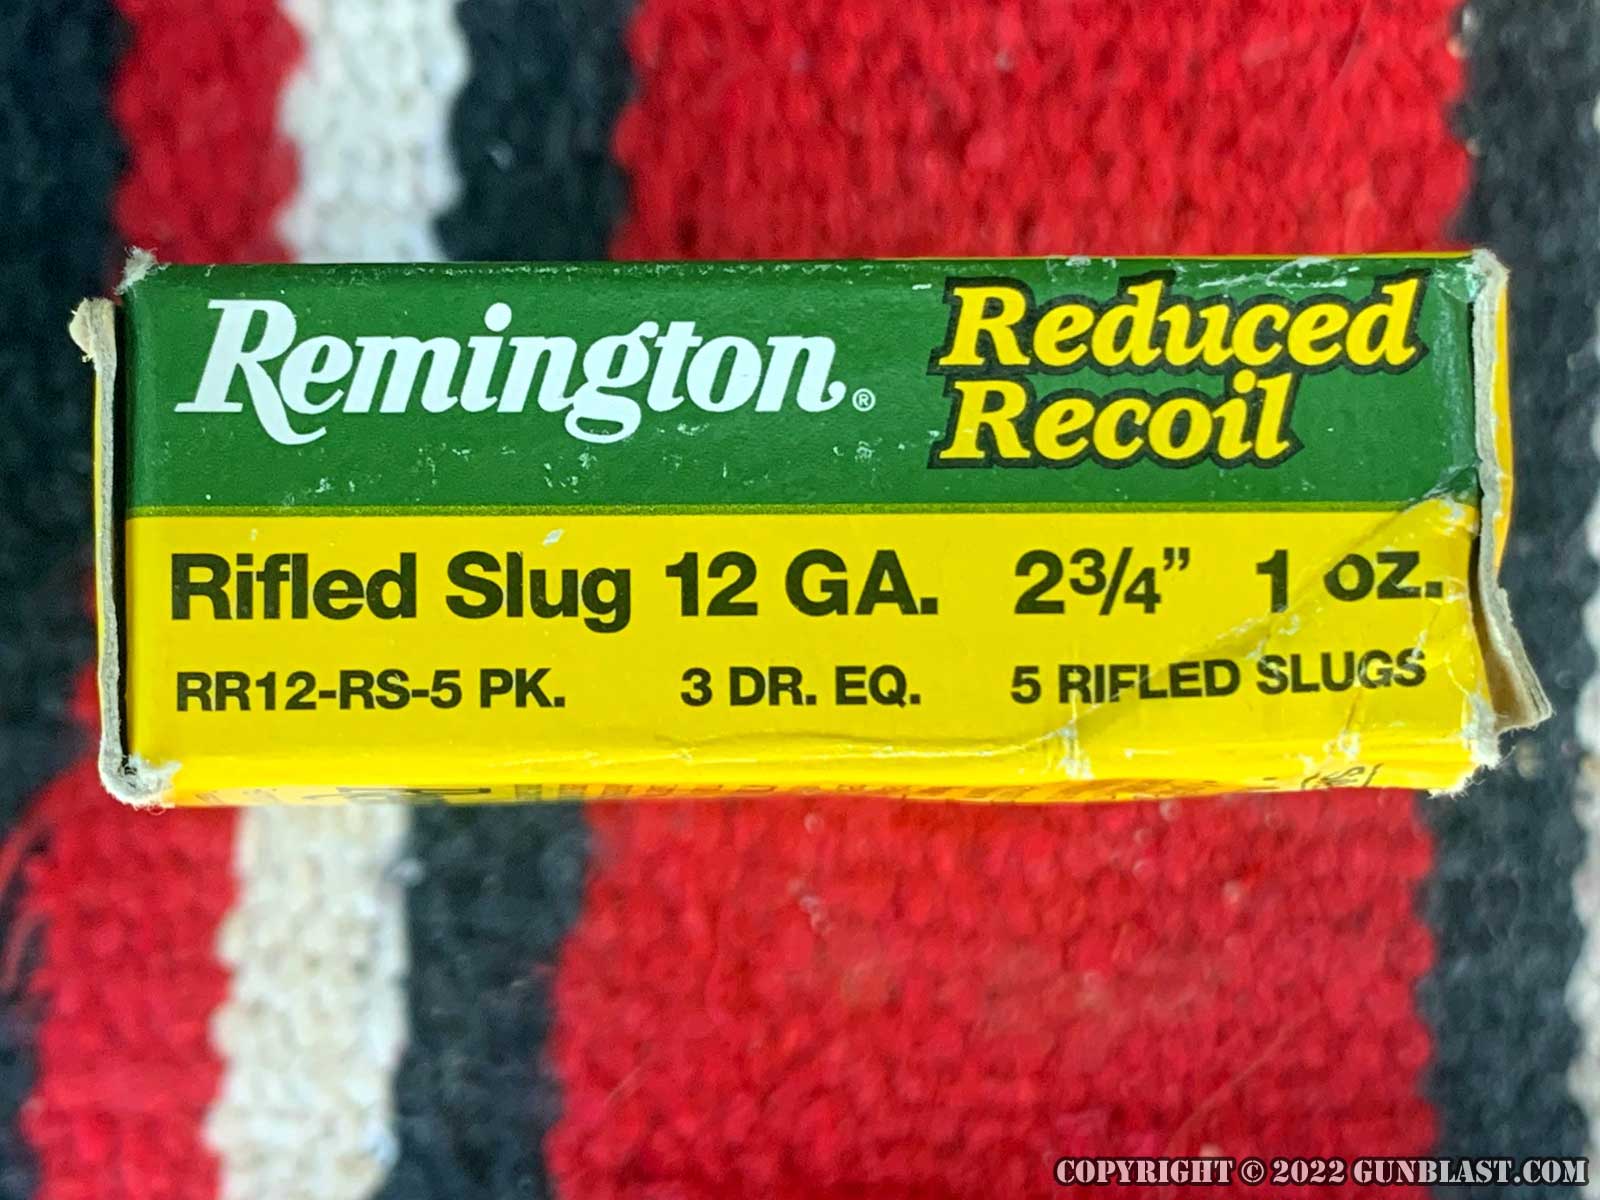 Remington®
Reduced
Recoil
Rifled Slug 12 GA. 2¾” 1 oz.
RR12-RS-5 PK. 3 DR. EQ. 5 RIFLED SLUGS
COPYRIGHT © 2022 GUNBLAST.COM